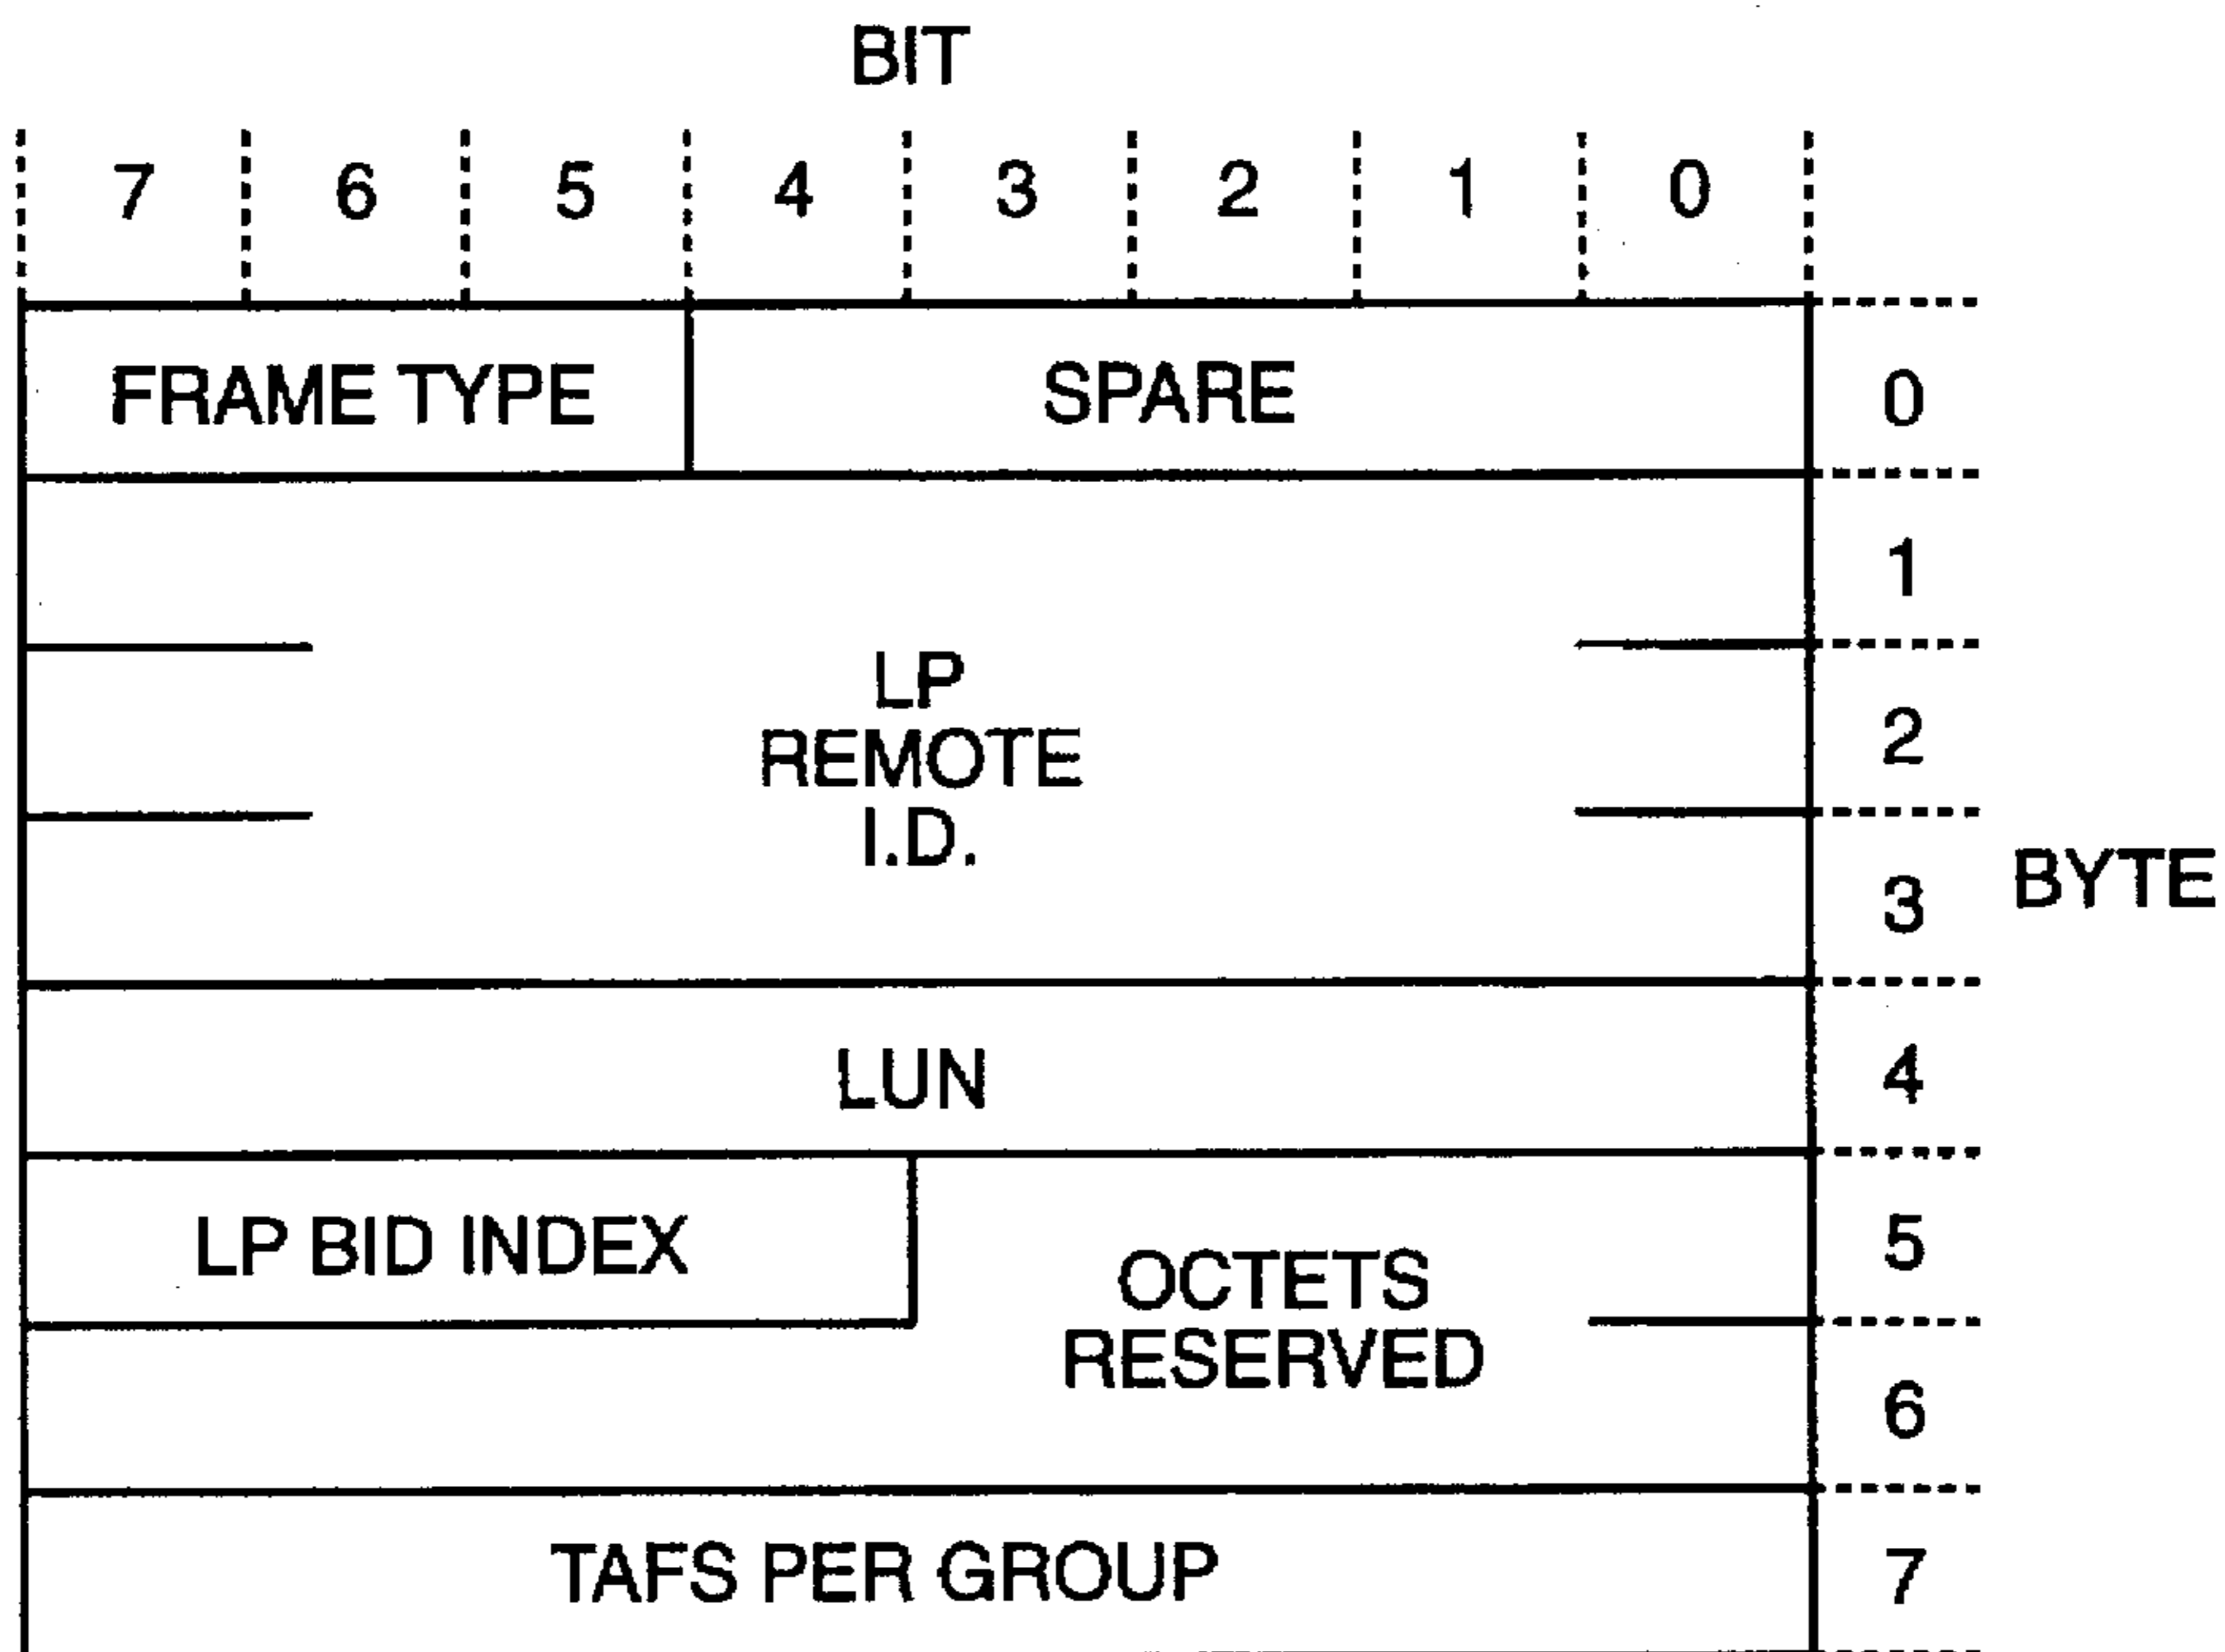 BIT
7 6 5 4 3 2 1 0
FRAME TYPE SPARE 0
1
LP
REMOTE
I.D.
2
3
BYTE
LUN 4
LP BID INDEX 5
OCTETS
RESERVED
6
TAFS PER GROUP 7